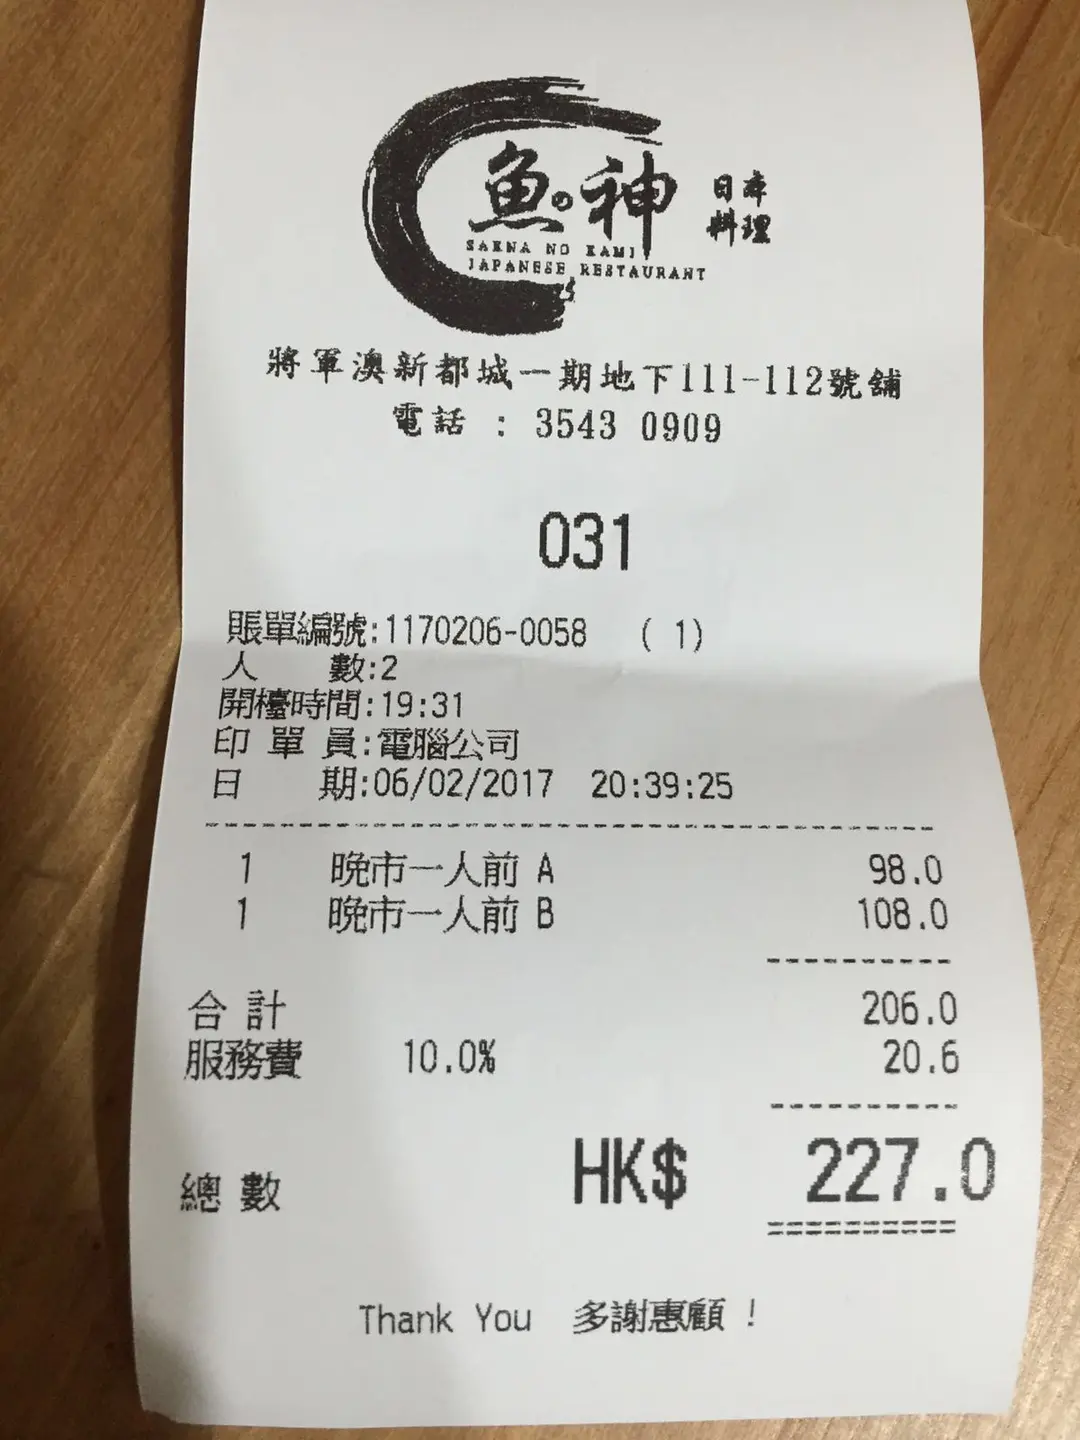 魚の神 日本料理
SAKNA NO KAMI
JAPANESE RESTAURANT
將軍澳新都城一期地下111-112號舖
電話 : 3543 0909
031
賬單編號:1170206-0058 ( 1)
人 數:2
開檯時間:19:31
印 單 員:電腦公司
日 期:06/02/2017 20:39:25
1 晚市一人前 A 98.0
1 晚市一人前 B 108.0
合 計 206.0
服務費 10.0% 20.6
總 數 HK$ 227.0
Thank You 多謝惠顧 !